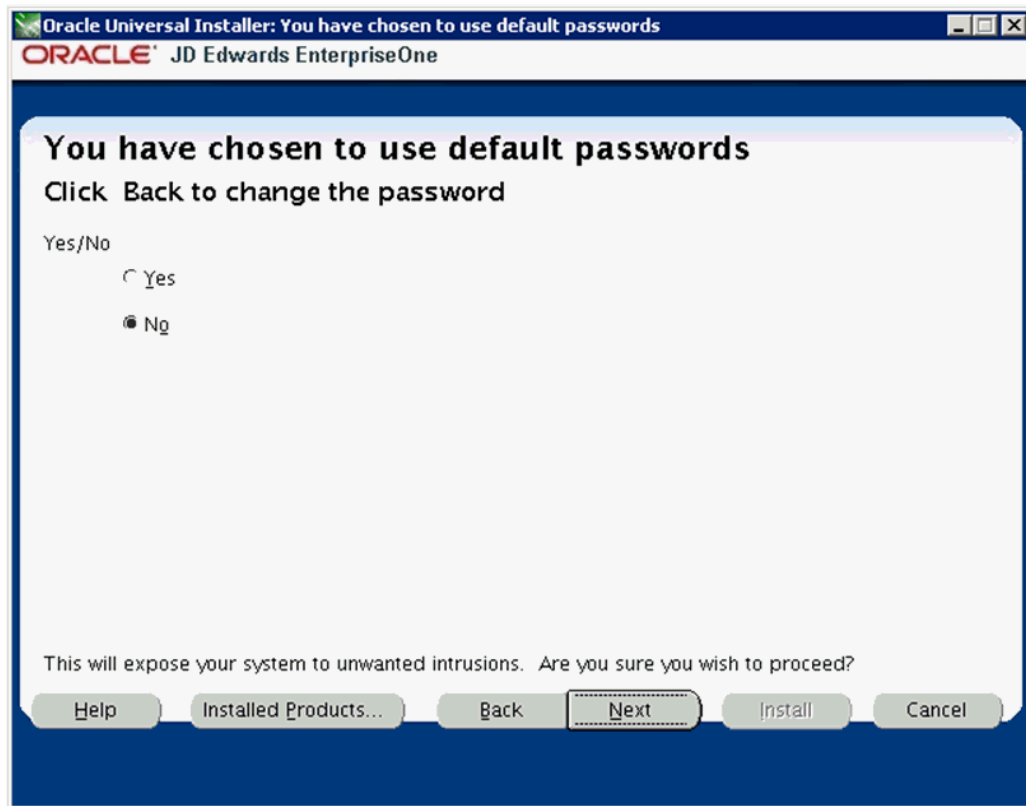 Oracle Universal Installer: You have chosen to use default passwords
ORACLE® JD Edwards EnterpriseOne
You have chosen to use default passwords
Click Back to change the password
Yes/No
Yes
No
This will expose your system to unwanted intrusions. Are you sure you wish to proceed?
Help Installed Products... Back Next Install Cancel